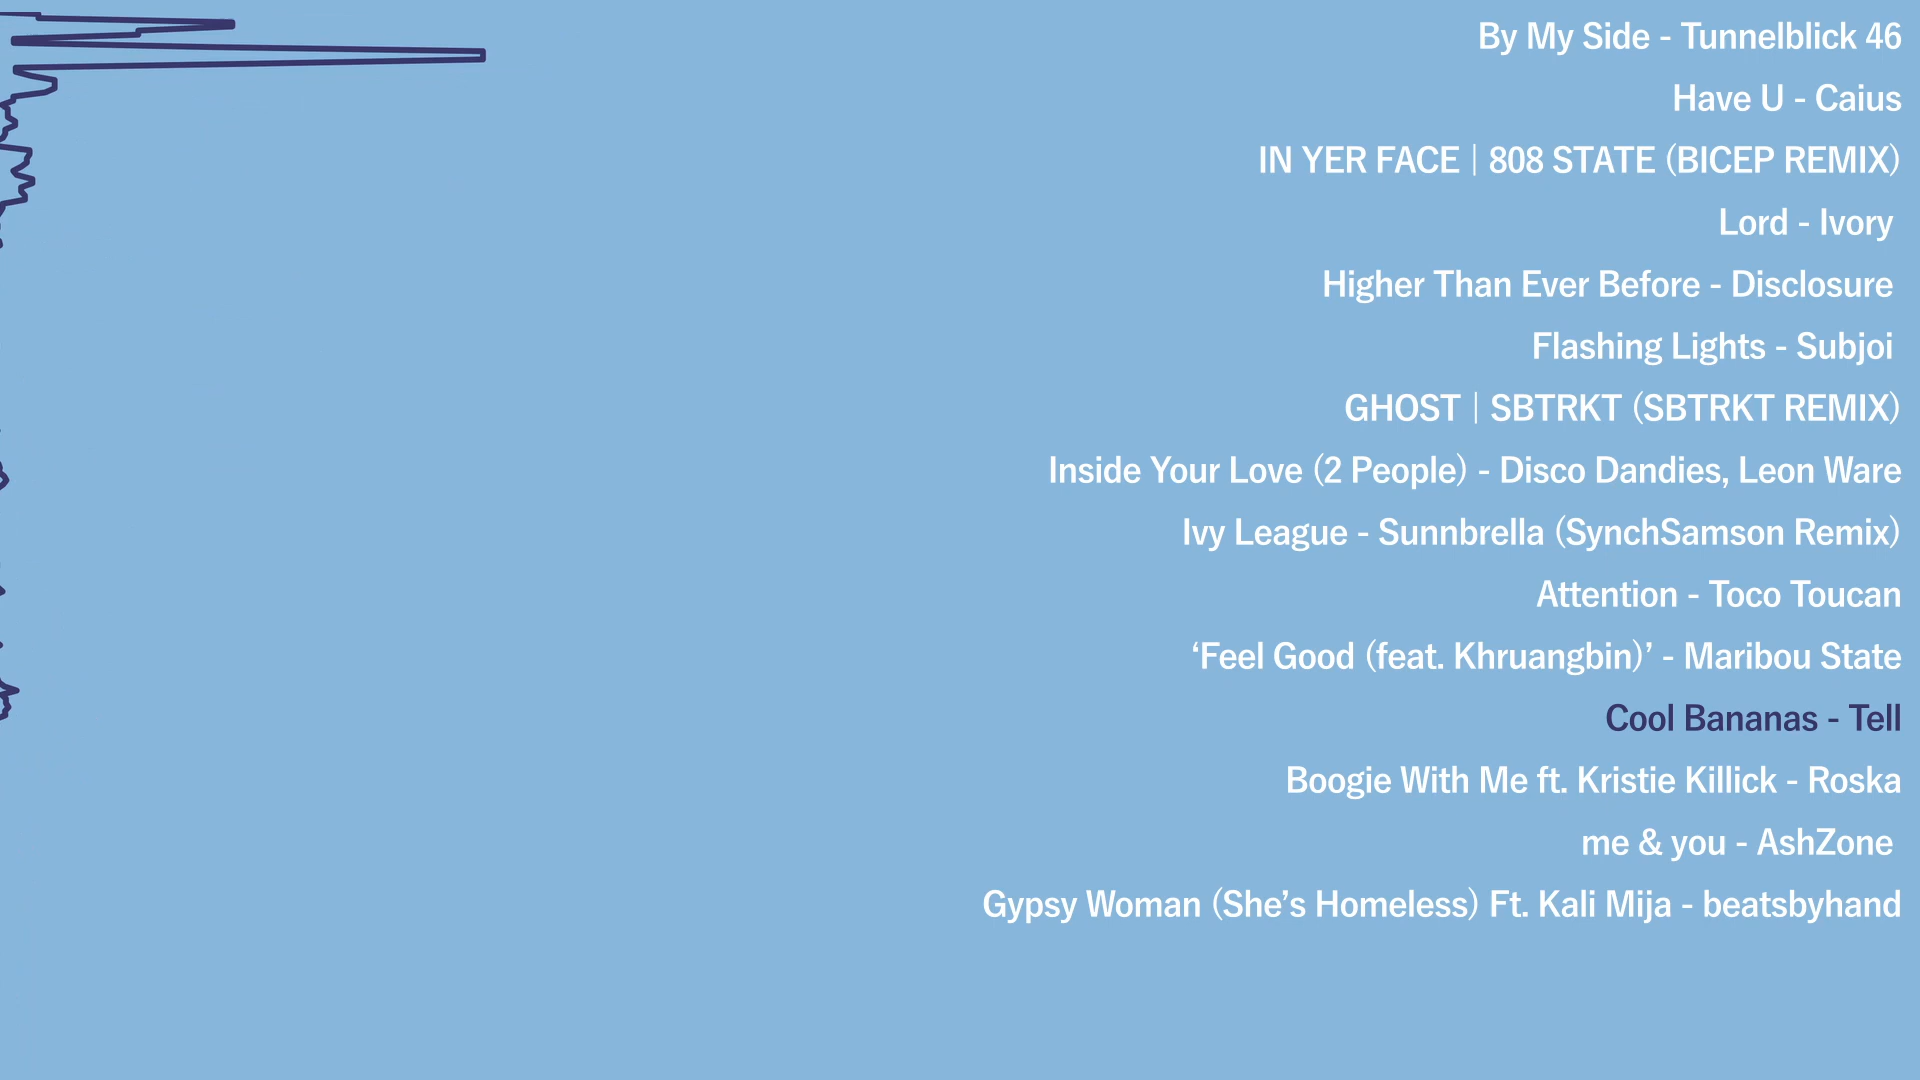 By My Side - Tunnelblick 46
Have U - Caius
IN YER FACE | 808 STATE (BICEP REMIX)
Lord - Ivory
Higher Than Ever Before - Disclosure
Flashing Lights - Subjoi
GHOST | SBTRKT (SBTRKT REMIX)
Inside Your Love (2 People) - Disco Dandies, Leon Ware
Ivy League - Sunnbrella (SynchSamson Remix)
Attention - Toco Toucan
‘Feel Good (feat. Khruangbin)’ - Maribou State
Cool Bananas - Tell
Boogie With Me ft. Kristie Killick - Roska
me & you - AshZone
Gypsy Woman (She’s Homeless) Ft. Kali Mija - beatsbyhand